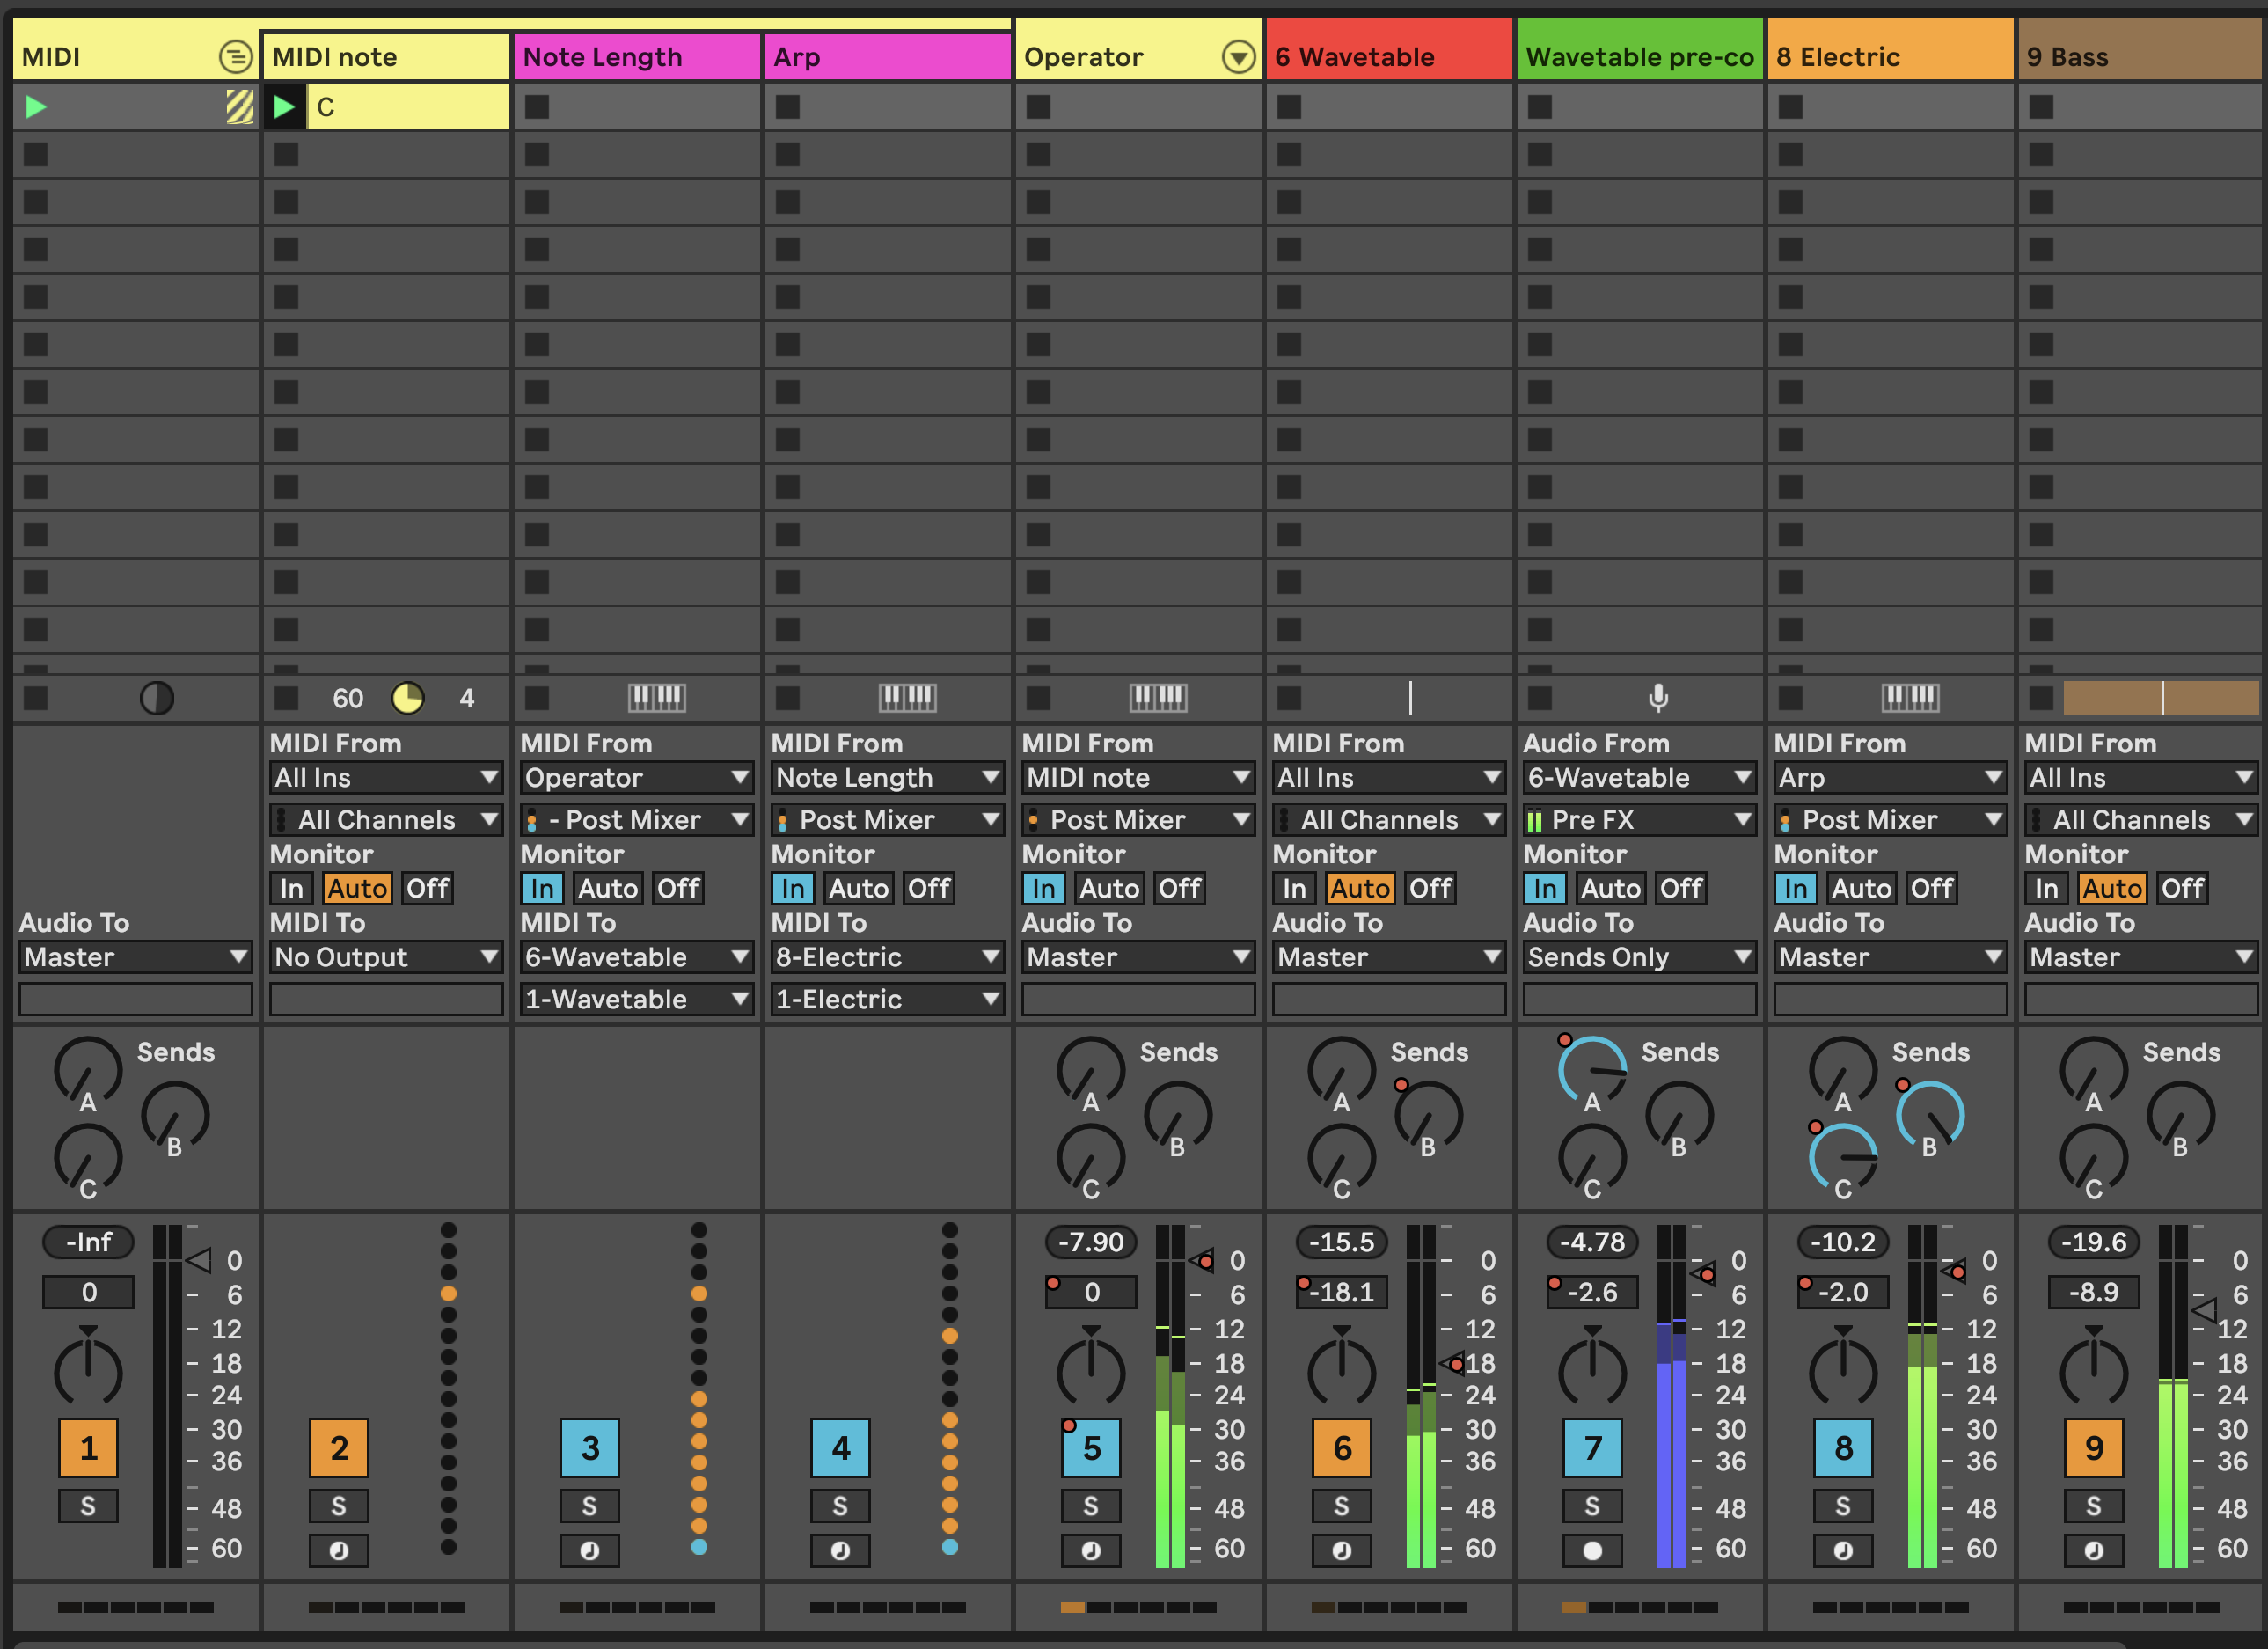 MIDI
MIDI note
Note Length
Arp
Operator
6 Wavetable
Wavetable pre-co
8 Electric
9 Bass
C
60 4
MIDI From MIDI From MIDI From MIDI From MIDI From Audio From MIDI From MIDI From
All Ins Operator Note Length MIDI note All Ins 6-Wavetable Arp All Ins
All Channels - Post Mixer Post Mixer Post Mixer All Channels Pre FX Post Mixer All Channels
Monitor Monitor Monitor Monitor Monitor Monitor Monitor Monitor
In Auto Off In Auto Off In Auto Off In Auto Off In Auto Off In Auto Off In Auto Off In Auto Off
Audio To MIDI To MIDI To MIDI To Audio To Audio To Audio To Audio To Audio To
Master No Output 6-Wavetable 8-Electric Master Master Sends Only Master Master
1-Wavetable 1-Electric
Sends Sends Sends Sends Sends Sends
A A A A A A
B B B B B B
C C C C C C
-Inf -7.90 -15.5 -4.78 -10.2 -19.6
0 0 0 0 0 0
0 0 -18.1 -2.6 -2.0 -8.9
6 6 6 6 6 6
12 12 12 12 12 12
18 18 18 18 18 18
24 24 24 24 24 24
30 30 30 30 30 30
1 2 3 4 5 6 7 8 9
36 36 36 36 36 36
S S S S S S S S S
48 48 48 48 48 48
60 60 60 60 60 60